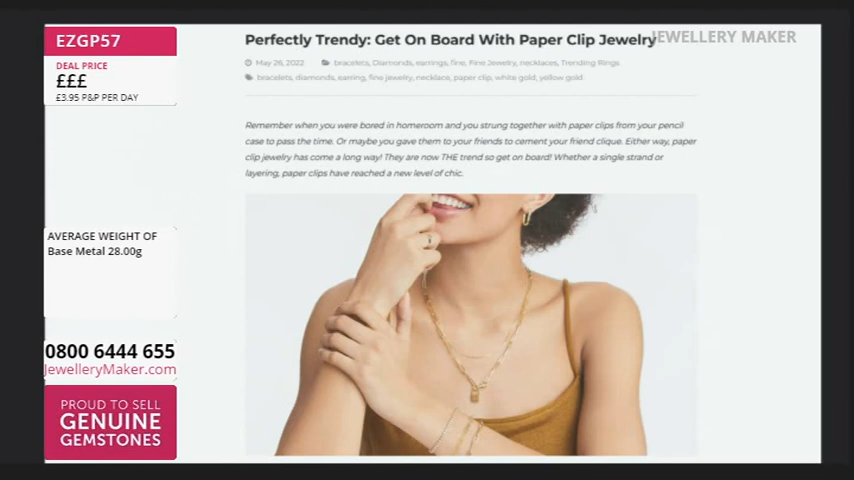 EZGP57
DEAL PRICE
£££
£3.95 P&P PER DAY
AVERAGE WEIGHT OF
Base Metal 28.00g
0800 6444 655
JewelleryMaker.com
PROUD TO SELL
GENUINE
GEMSTONES
JEWELLERY MAKER
Perfectly Trendy: Get On Board With Paper Clip Jewelry
May 26, 2022 bracelets, Diamonds, earrings, fine, Fine Jewelry, necklaces, Trending Rings
bracelets, diamonds, earring, fine jewelry, necklace, paper clip, white gold, yellow gold
Remember when you were bored in homeroom and you strung together with paper clips from your pencil
case to pass the time. Or maybe you gave them to your friends to cement your friend clique. Either way, paper
clip jewelry has come a long way! They are now THE trend so get on board! Whether a single strand or
layering, paper clips have reached a new level of chic.